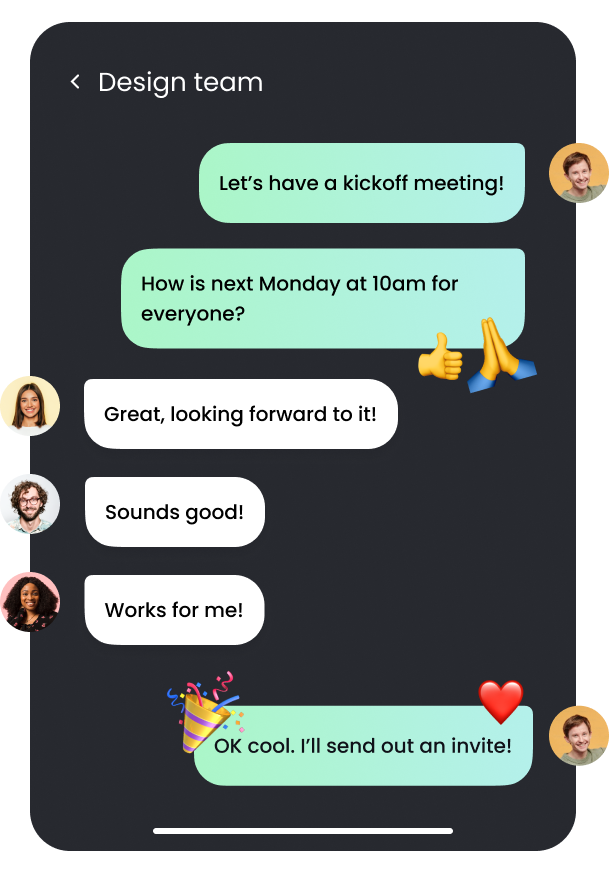 Design team
Let’s have a kickoff meeting!
How is next Monday at 10am for
everyone?
Great, looking forward to it!
Sounds good!
Works for me!
OK cool. I’ll send out an invite!